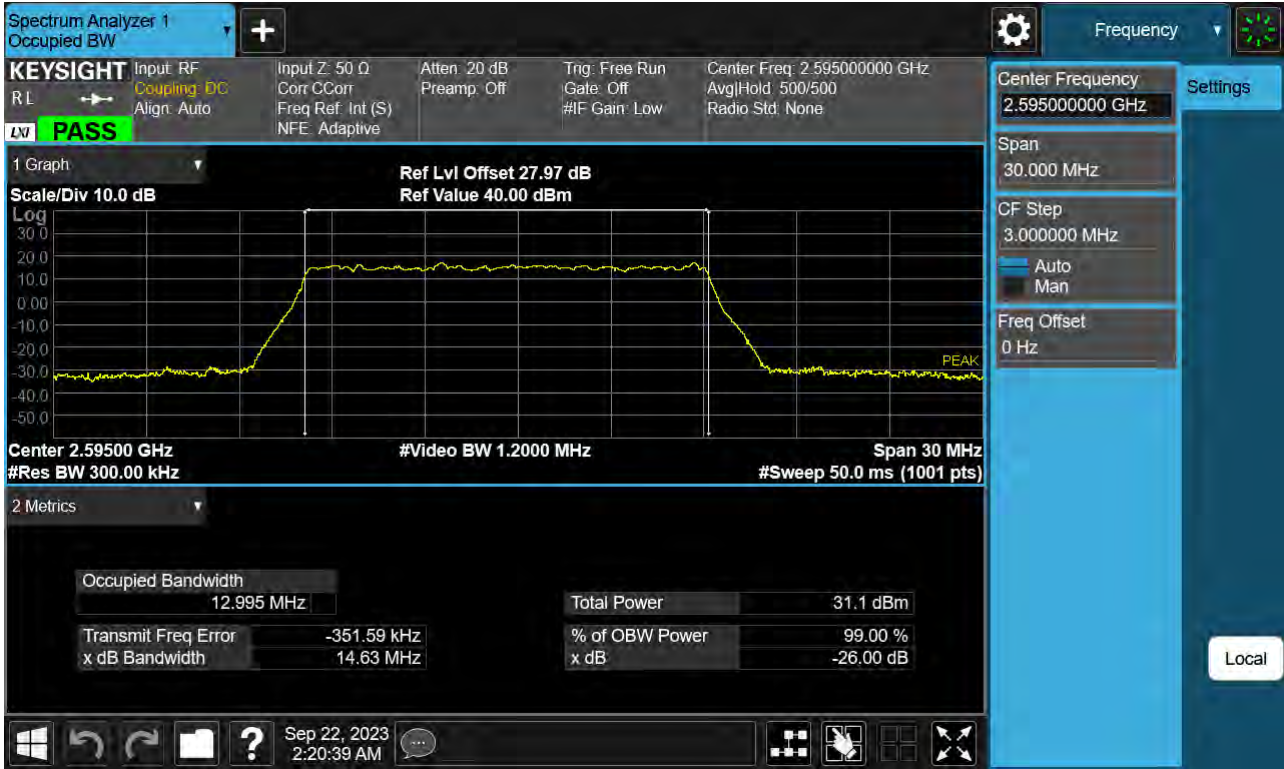 Spectrum Analyzer 1
Occupied BW
Frequency
KEYSIGHT
R L
LXI
PASS
Input: RF
Coupling: DC
Align: Auto
Input Z: 50 Ω
Corr CCorr
Freq Ref: Int (S)
NFE: Adaptive
Atten: 20 dB
Preamp: Off
Trig: Free Run
Gate: Off
#IF Gain: Low
Center Freq: 2.595000000 GHz
Avg|Hold: 500/500
Radio Std: None
Center Frequency
2.595000000 GHz
Settings
Span
30.000 MHz
CF Step
3.000000 MHz
Auto
Man
Freq Offset
0 Hz
1 Graph
Scale/Div 10.0 dB
Ref Lvl Offset 27.97 dB
Ref Value 40.00 dBm
Log
30.0
20.0
10.0
0.00
-10.0
-20.0
-30.0
-40.0
-50.0
PEAK
Center 2.59500 GHz
#Video BW 1.2000 MHz
Span 30 MHz
#Res BW 300.00 kHz
#Sweep 50.0 ms (1001 pts)
2 Metrics
Occupied Bandwidth
12.995 MHz
Total Power 31.1 dBm
Transmit Freq Error -351.59 kHz
% of OBW Power 99.00 %
x dB Bandwidth 14.63 MHz
x dB -26.00 dB
Local
?
Sep 22, 2023
2:20:39 AM